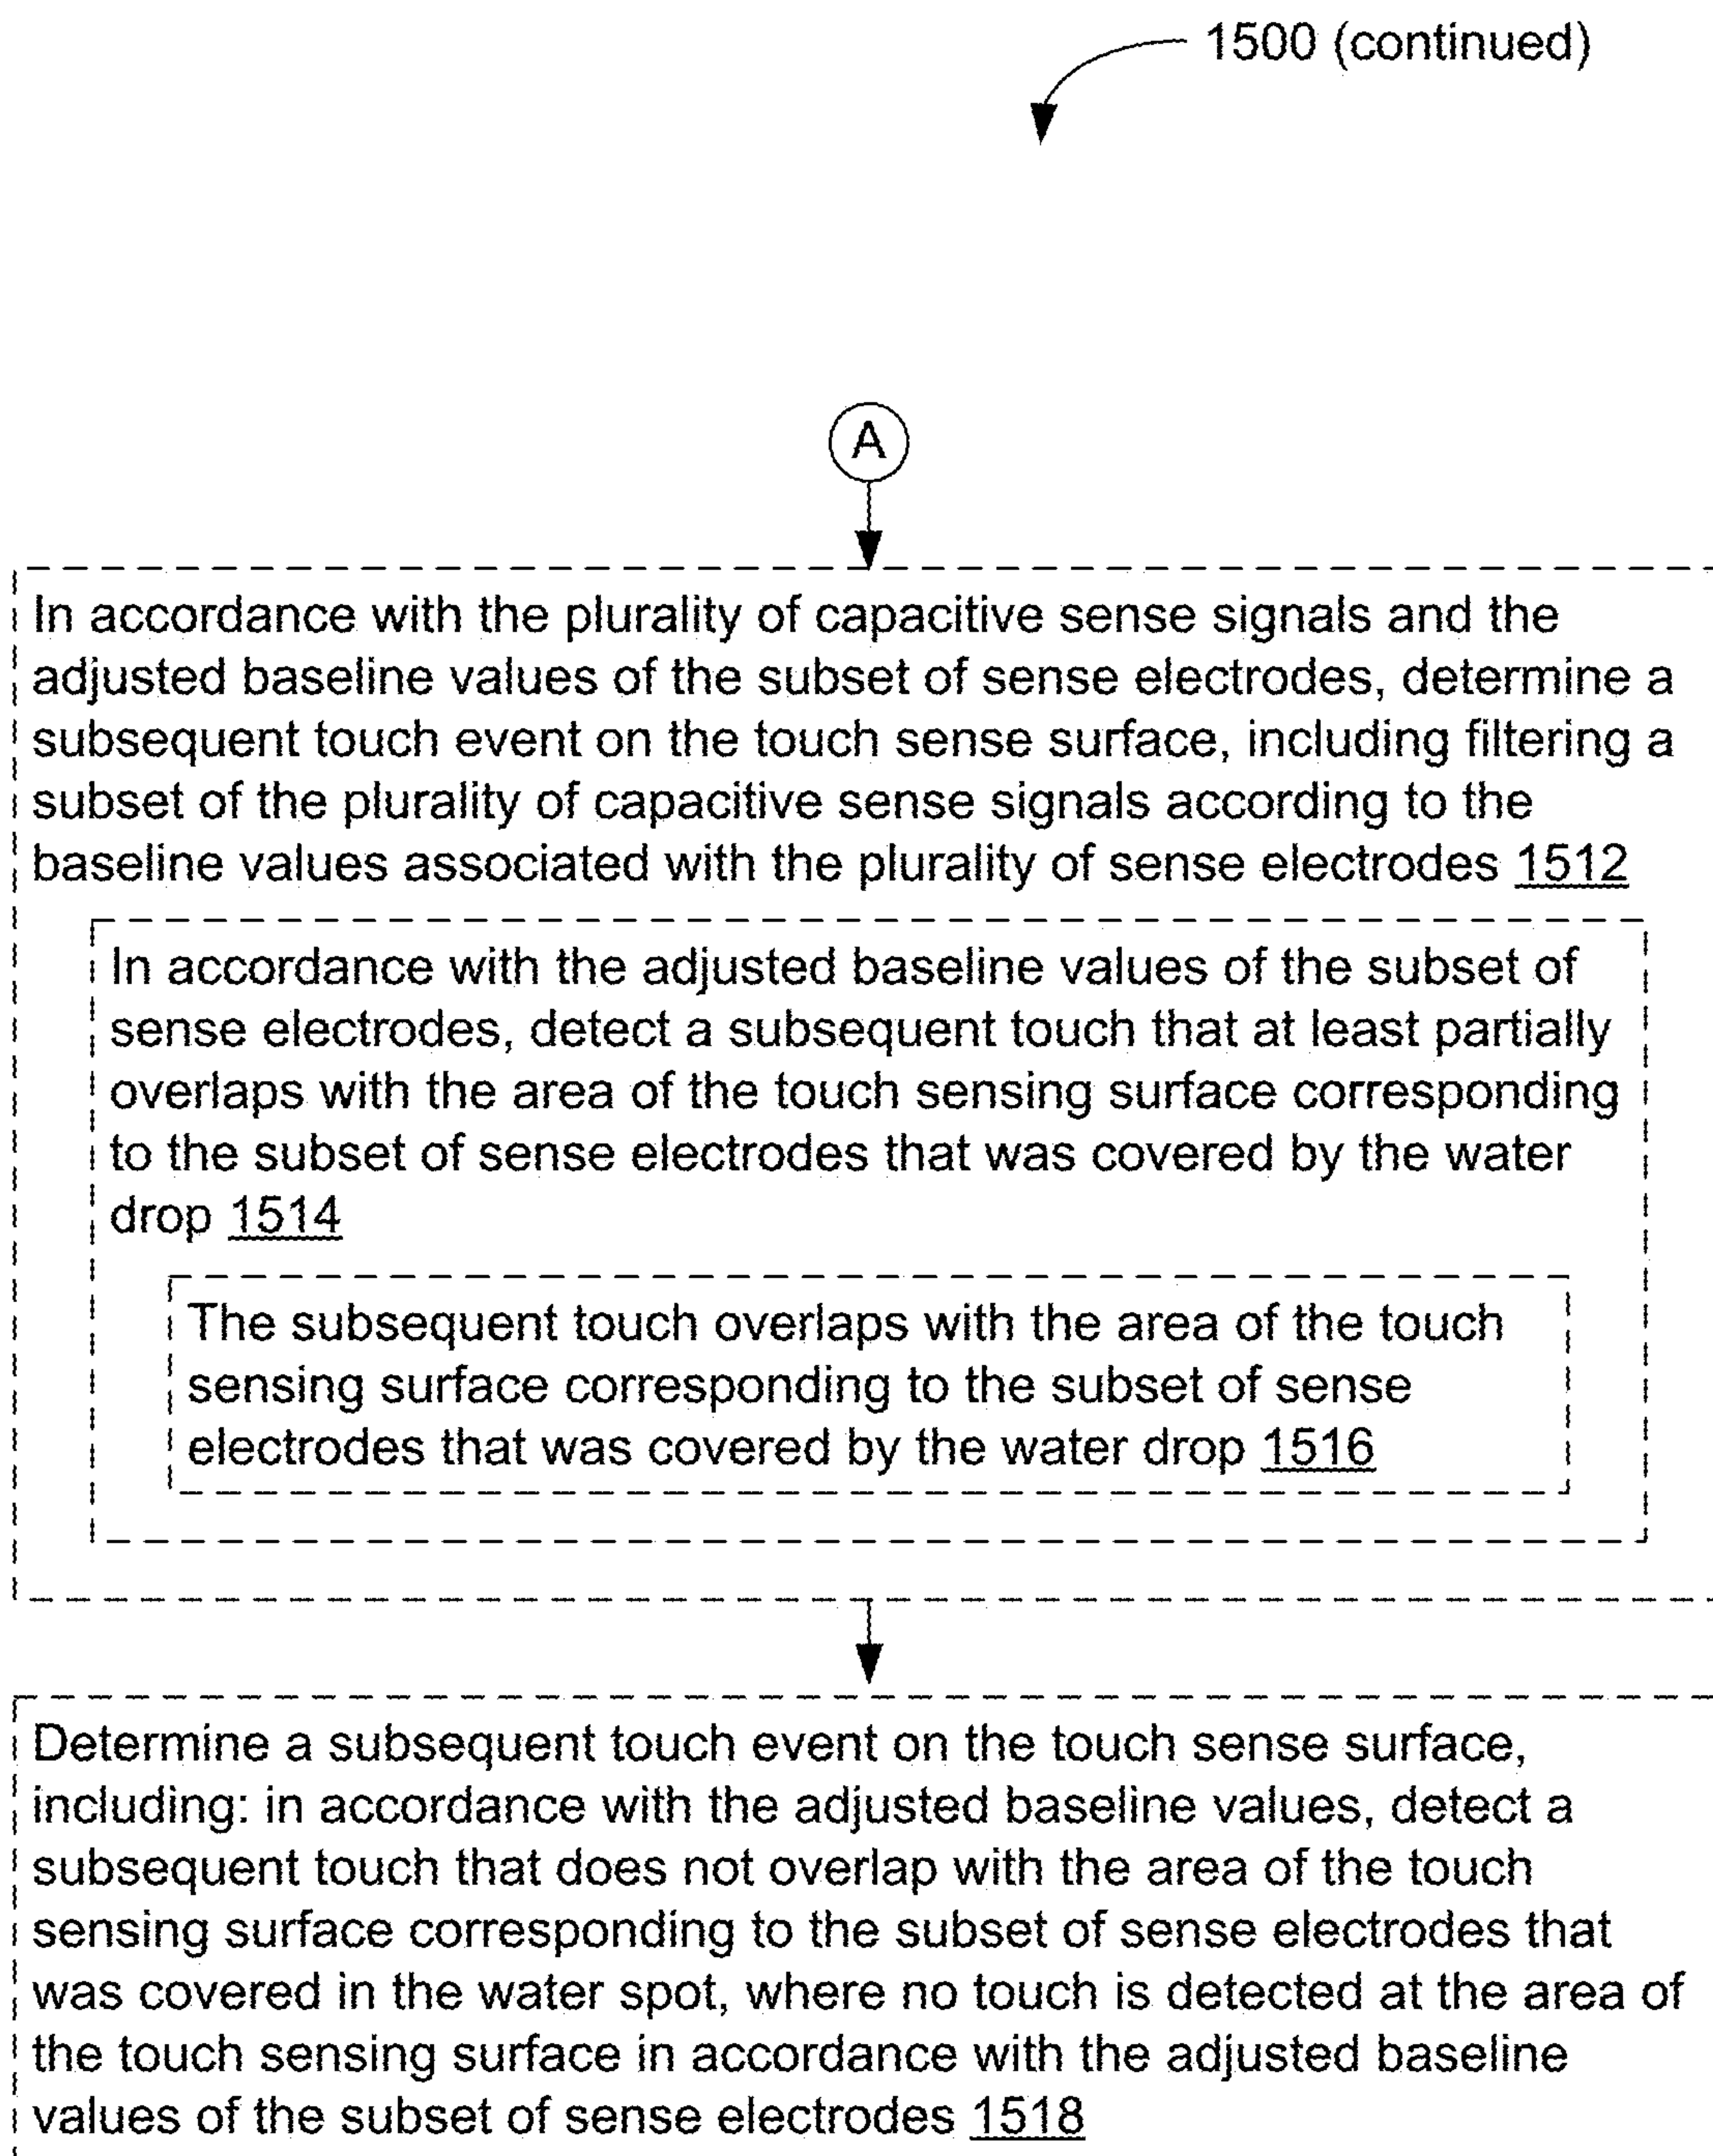 1500 (continued)
A
In accordance with the plurality of capacitive sense signals and the
adjusted baseline values of the subset of sense electrodes, determine a
subsequent touch event on the touch sense surface, including filtering a
subset of the plurality of capacitive sense signals according to the
baseline values associated with the plurality of sense electrodes 1512
In accordance with the adjusted baseline values of the subset of
sense electrodes, detect a subsequent touch that at least partially
overlaps with the area of the touch sensing surface corresponding
to the subset of sense electrodes that was covered by the water
drop 1514
The subsequent touch overlaps with the area of the touch
sensing surface corresponding to the subset of sense
electrodes that was covered by the water drop 1516
Determine a subsequent touch event on the touch sense surface,
including: in accordance with the adjusted baseline values, detect a
subsequent touch that does not overlap with the area of the touch
sensing surface corresponding to the subset of sense electrodes that
was covered in the water spot, where no touch is detected at the area of
the touch sensing surface in accordance with the adjusted baseline
values of the subset of sense electrodes 1518